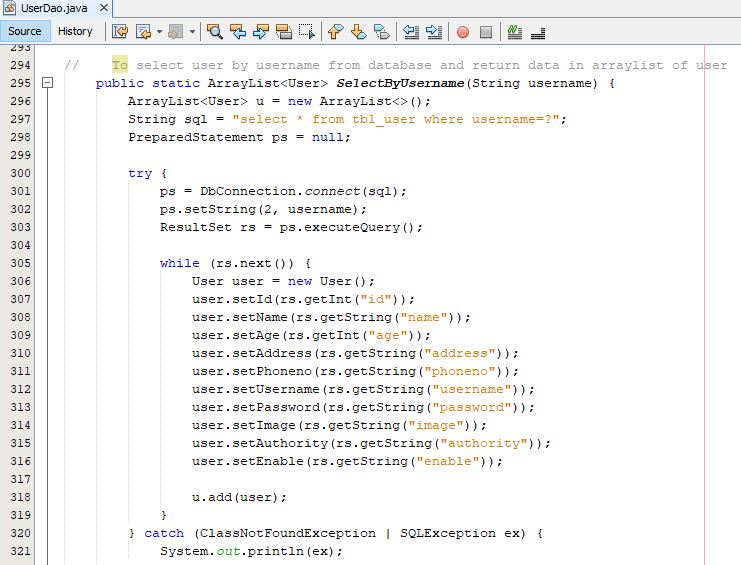 UserDao.java
Source History
293
294 // To select user by username from database and return data in arraylist of user
295 public static ArrayList<User> SelectByUsername(String username) {
296 ArrayList<User> u = new ArrayList<>();
297 String sql = "select * from tbl_user where username=?";
298 PreparedStatement ps = null;
299
300 try {
301 ps = DbConnection.connect(sql);
302 ps.setString(2, username);
303 ResultSet rs = ps.executeQuery();
304
305 while (rs.next()) {
306 User user = new User();
307 user.setId(rs.getInt("id"));
308 user.setName(rs.getString("name"));
309 user.setAge(rs.getInt("age"));
310 user.setAddress(rs.getString("address"));
311 user.setPhoneno(rs.getString("phoneno"));
312 user.setUsername(rs.getString("username"));
313 user.setPassword(rs.getString("password"));
314 user.setImage(rs.getString("image"));
315 user.setAuthority(rs.getString("authority"));
316 user.setEnable(rs.getString("enable"));
317
318 u.add(user);
319 }
320 } catch (ClassNotFoundException | SQLException ex) {
321 System.out.println(ex);